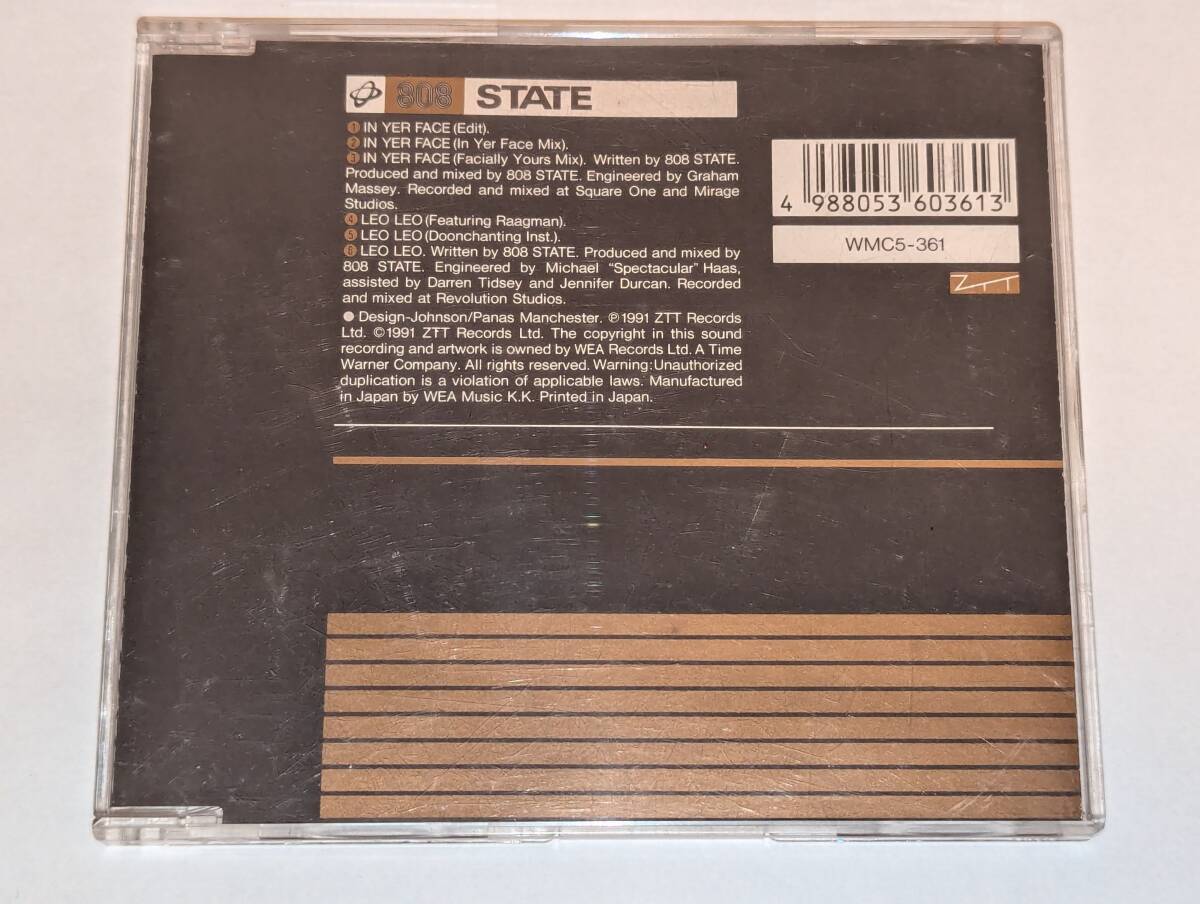 808 STATE
1 IN YER FACE (Edit).
2 IN YER FACE (In Yer Face Mix).
3 IN YER FACE (Facially Yours Mix). Written by 808 STATE.
Produced and mixed by 808 STATE. Engineered by Graham
Massey. Recorded and mixed at Square One and Mirage
Studios.
4 LEO LEO (Featuring Raagman).
5 LEO LEO (Doonchanting Inst.).
6 LEO LEO. Written by 808 STATE. Produced and mixed by
808 STATE. Engineered by Michael “Spectacular” Haas,
assisted by Darren Tidsey and Jennifer Durcan. Recorded
and mixed at Revolution Studios.
● Design-Johnson/Panas Manchester. ℗1991 ZTT Records
Ltd. ©1991 ZTT Records Ltd. The copyright in this sound
recording and artwork is owned by WEA Records Ltd. A Time
Warner Company. All rights reserved. Warning:Unauthorized
duplication is a violation of applicable laws. Manufactured
in Japan by WEA Music K.K. Printed in Japan.
4 988053 603613
WMC5-361
ZTT